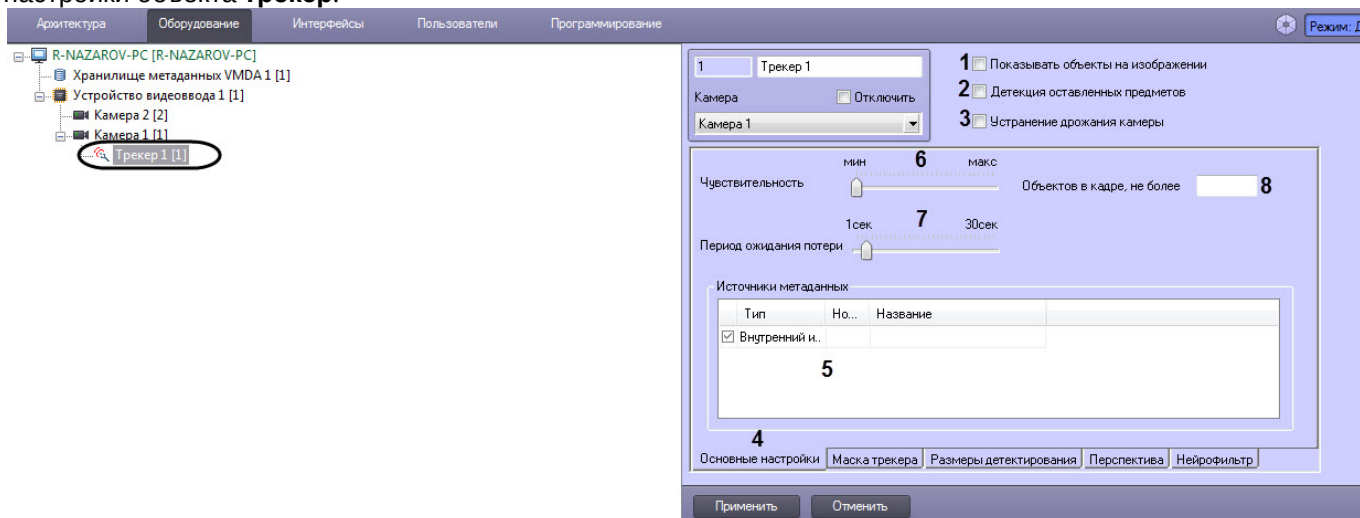 настройки объекта Трекер.
Архитектура Оборудование Интерфейсы Пользователи Программирование Режим: Д
R-NAZAROV-PC [R-NAZAROV-PC]
Хранилище метаданных VMDA 1 [1]
Устройство видеоввода 1 [1]
Камера 2 [2]
Камера 1 [1]
Трекер 1 [1]
1 Трекер 1
Камера Отключить
Камера 1
1 Показывать объекты на изображении
2 Детекция оставленных предметов
3 Устранение дрожания камеры
мин 6 макс
Чувствительность
Объектов в кадре, не более 8
1сек 7 30сек
Период ожидания потери
Источники метаданных
Тип Но... Название
Внутренний и..
5
4
Основные настройки Маска трекера Размеры детектирования Перспектива Нейрофильтр
Применить Отменить